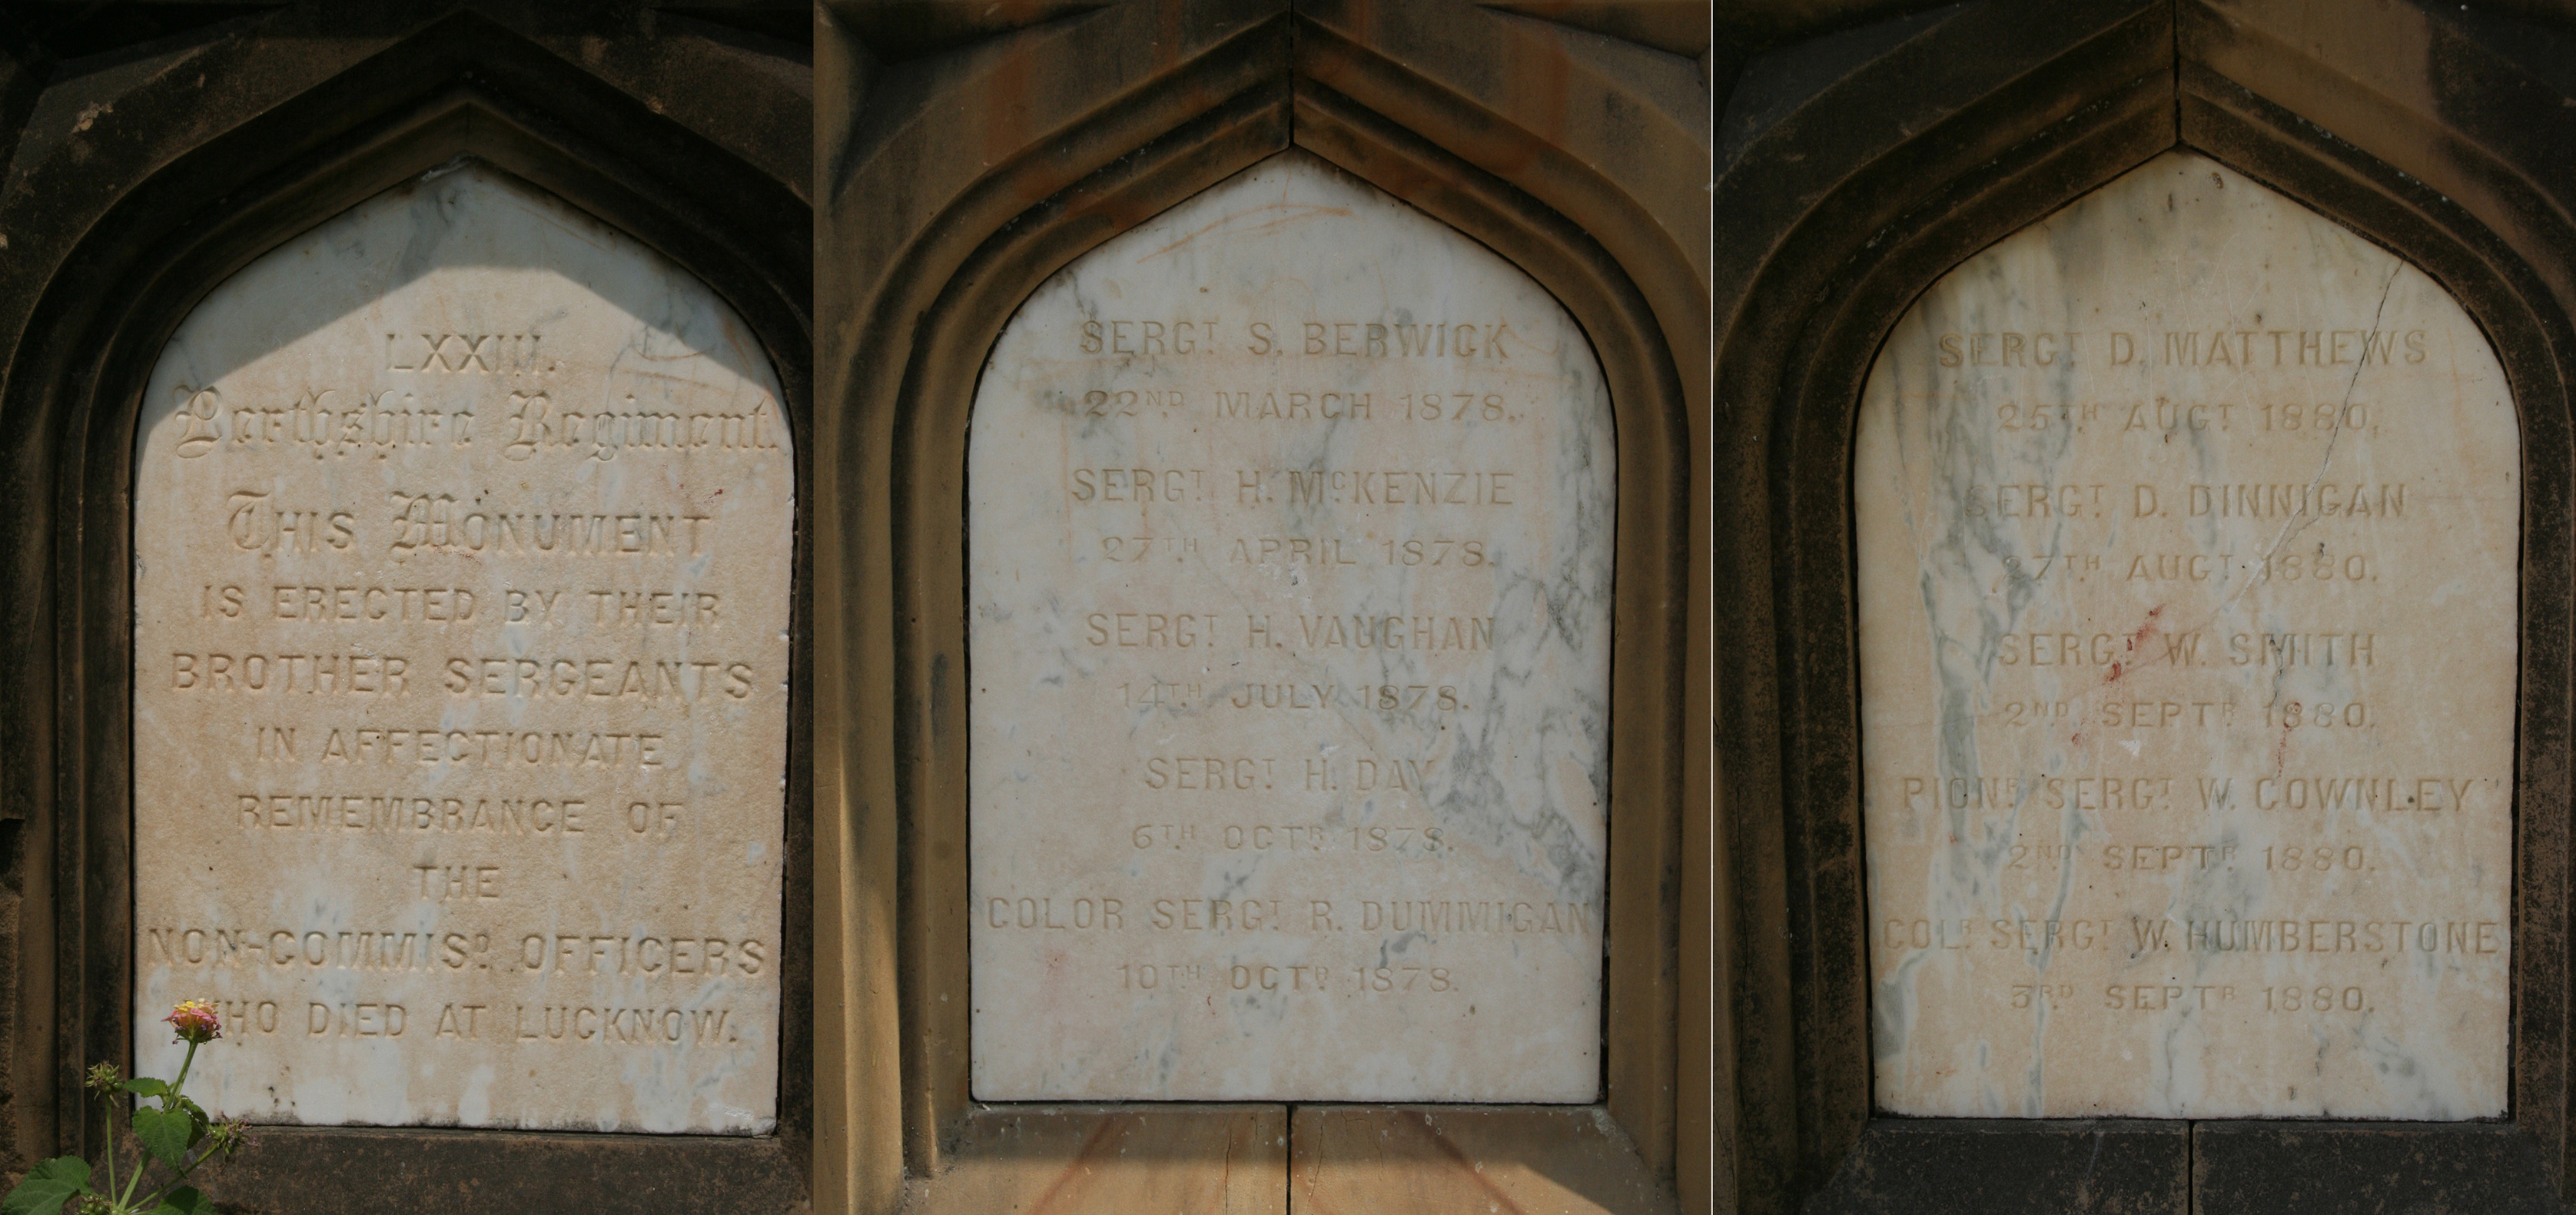 LXXIII.
Perthshire Regiment.
THIS MONUMENT
IS ERECTED BY THEIR
BROTHER SERGEANTS
IN AFFECTIONATE
REMEMBRANCE OF
THE
NON-COMMISD OFFICERS
WHO DIED AT LUCKNOW.
SERGT S. BERWICK
22ND MARCH 1878.
SERGT H. McKENZIE
27TH APRIL 1878.
SERGT H. VAUGHAN
14TH JULY 1878.
SERGT H. DAY
6TH OCTR 1878.
COLOR SERGT R. DUMMIGAN
10TH OCTR 1878.
SERGT D. MATTHEWS
25TH AUGT 1880.
SERGT D. DINNIGAN
27TH AUGT 1880.
SERGT W. SMITH
2ND SEPTR 1880.
PIONR SERGT W. COWNLEY
2ND SEPTR 1880.
COLR SERGT W. HUMBERSTONE
3RD SEPTR 1880.